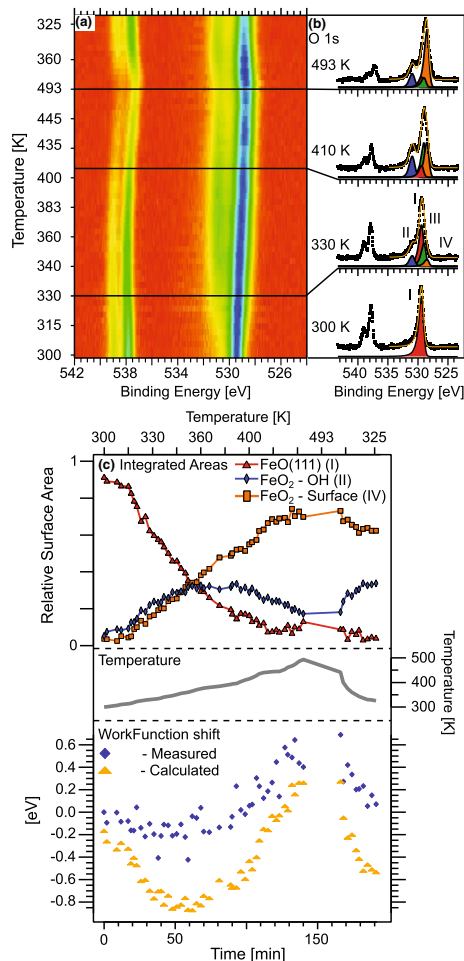 (a)
(b)
O 1s
Temperature [K]
325
360
493
445
435
400
383
360
340
330
315
300
542
538
534
530
526
Binding Energy [eV]
493 K
410 K
330 K
300 K
I
II
III
IV
I
540
530
Binding Energy [eV]
Temperature [K]
300 330 360 400 493 325
(c) Integrated Areas
FeO(111) (I)
FeO2 - OH (II)
FeO2 - Surface (IV)
Relative Surface Area
1
0
Temperature
Temperature [K]
500
400
300
WorkFunction shift
- Measured
- Calculated
[eV]
0.6
0.4
0.2
0.0
-0.2
-0.4
-0.6
-0.8
0 50 100 150
Time [min]